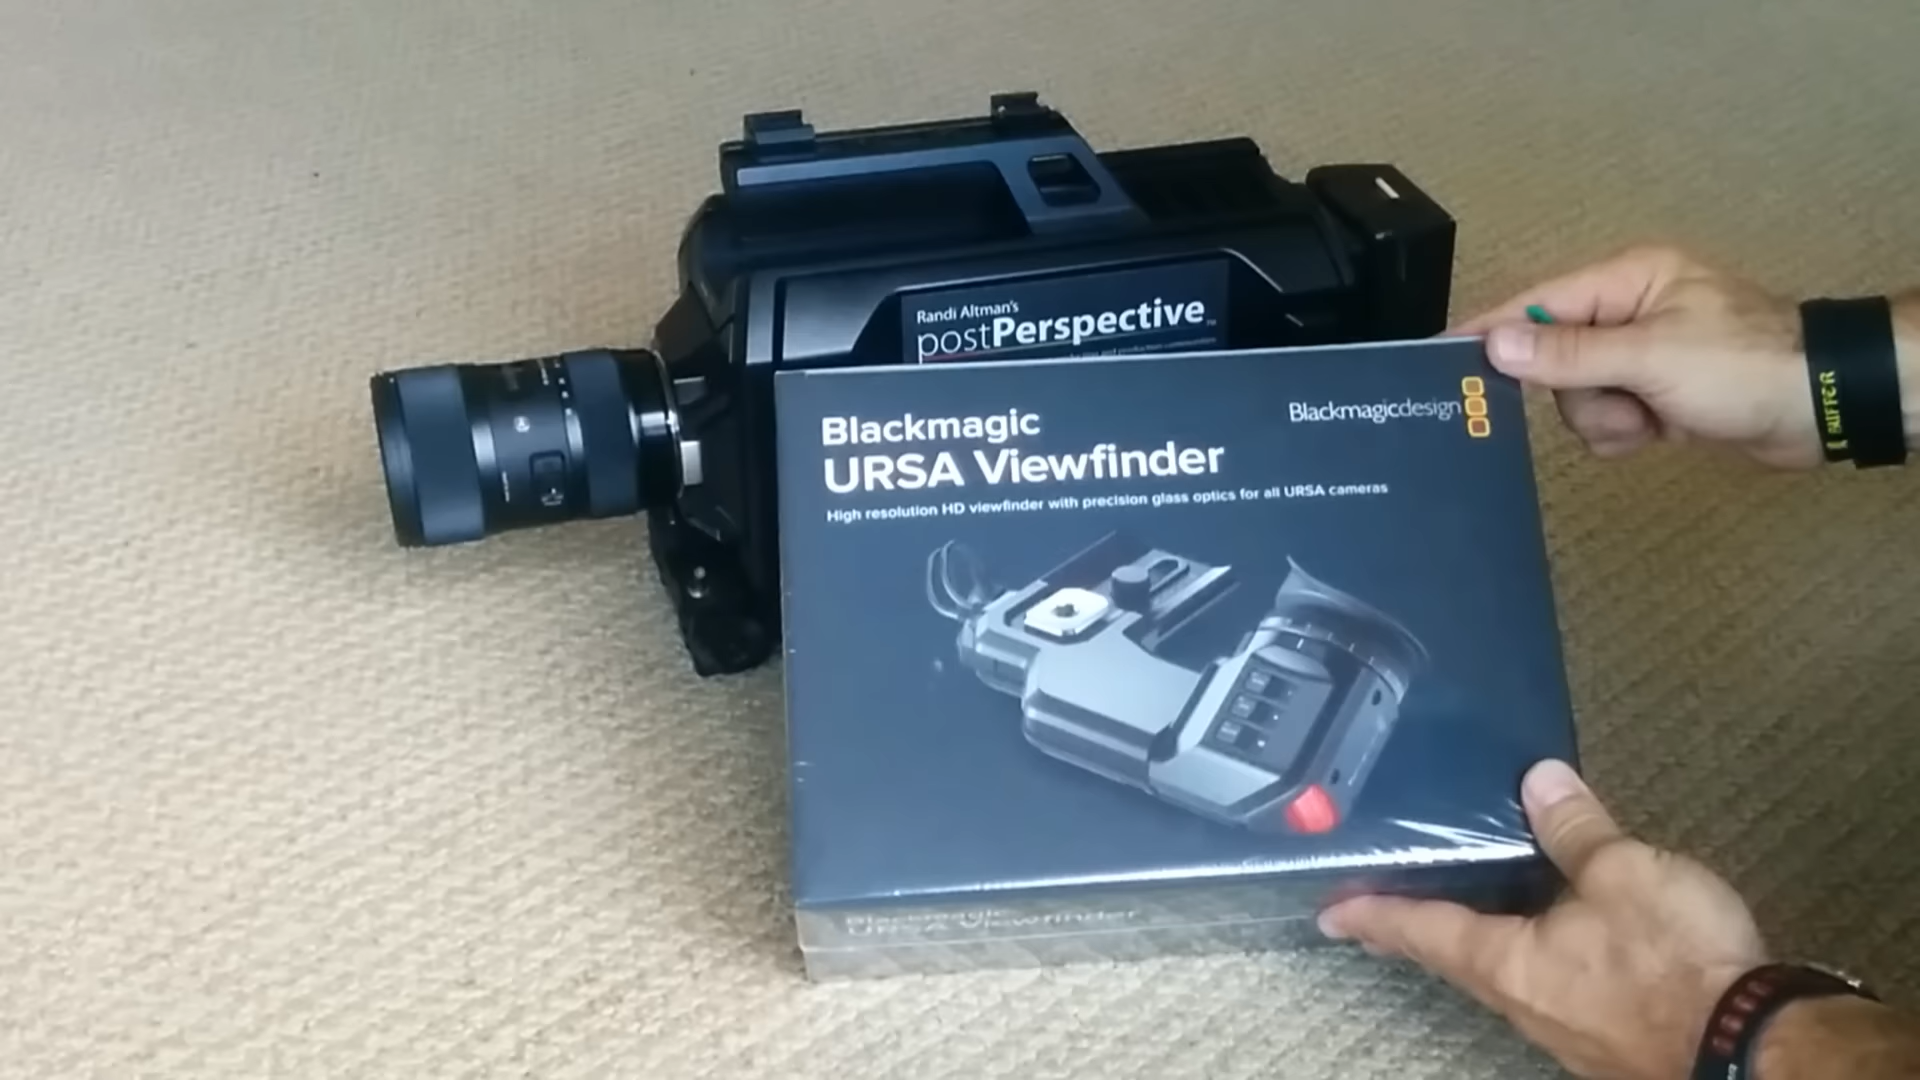 Randi Altman's
postPerspective
Blackmagic
URSA Viewfinder
High resolution HD viewfinder with precision glass optics for all URSA cameras
Blackmagicdesign
Blackmagic
URSA Viewfinder
BUFFER